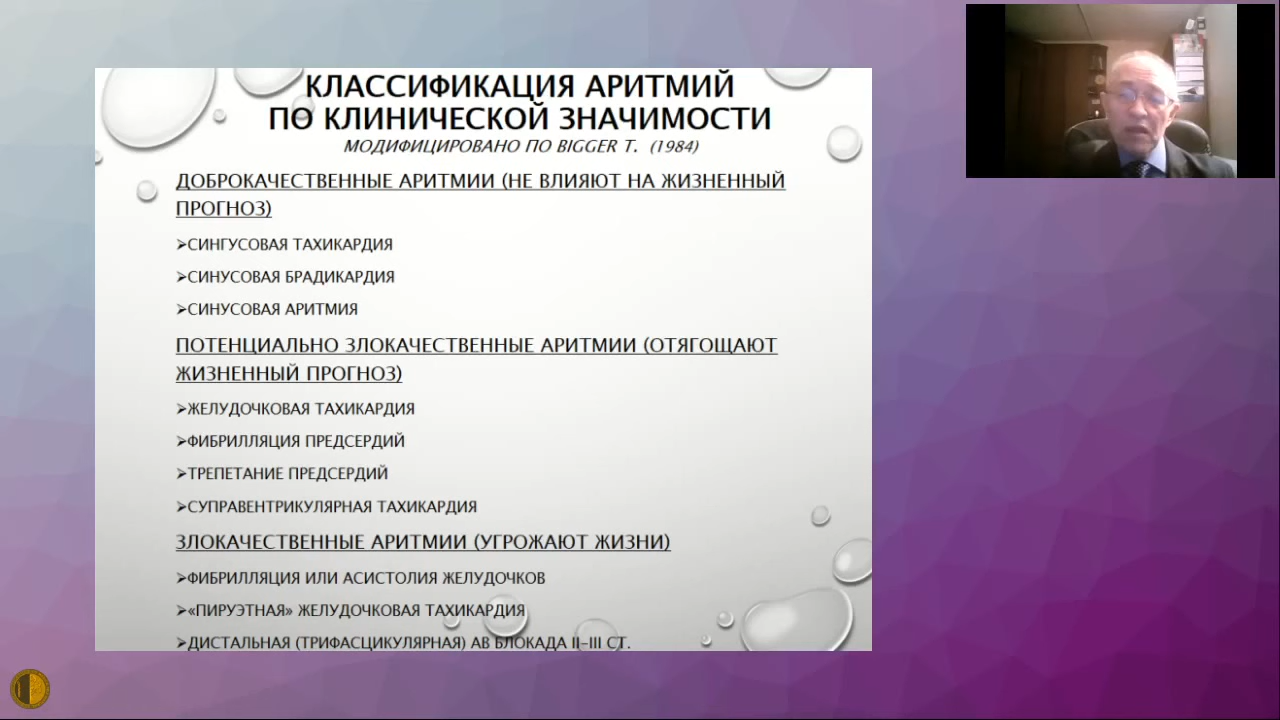 КЛАССИФИКАЦИЯ АРИТМИЙ
ПО КЛИНИЧЕСКОЙ ЗНАЧИМОСТИ
МОДИФИЦИРОВАНО ПО BIGGER T. (1984)
ДОБРОКАЧЕСТВЕННЫЕ АРИТМИИ (НЕ ВЛИЯЮТ НА ЖИЗНЕННЫЙ
ПРОГНОЗ)
➢СИНГУСОВАЯ ТАХИКАРДИЯ
➢СИНУСОВАЯ БРАДИКАРДИЯ
➢СИНУСОВАЯ АРИТМИЯ
ПОТЕНЦИАЛЬНО ЗЛОКАЧЕСТВЕННЫЕ АРИТМИИ (ОТЯГОЩАЮТ
ЖИЗНЕННЫЙ ПРОГНОЗ)
➢ЖЕЛУДОЧКОВАЯ ТАХИКАРДИЯ
➢ФИБРИЛЛЯЦИЯ ПРЕДСЕРДИЙ
➢ТРЕПЕТАНИЕ ПРЕДСЕРДИЙ
➢СУПРАВЕНТРИКУЛЯРНАЯ ТАХИКАРДИЯ
ЗЛОКАЧЕСТВЕННЫЕ АРИТМИИ (УГРОЖАЮТ ЖИЗНИ)
➢ФИБРИЛЛЯЦИЯ ИЛИ АСИСТОЛИЯ ЖЕЛУДОЧКОВ
➢«ПИРУЭТНАЯ» ЖЕЛУДОЧКОВАЯ ТАХИКАРДИЯ
➢ДИСТАЛЬНАЯ (ТРИФАСЦИКУЛЯРНАЯ) АВ БЛОКАДА II-III СТ.